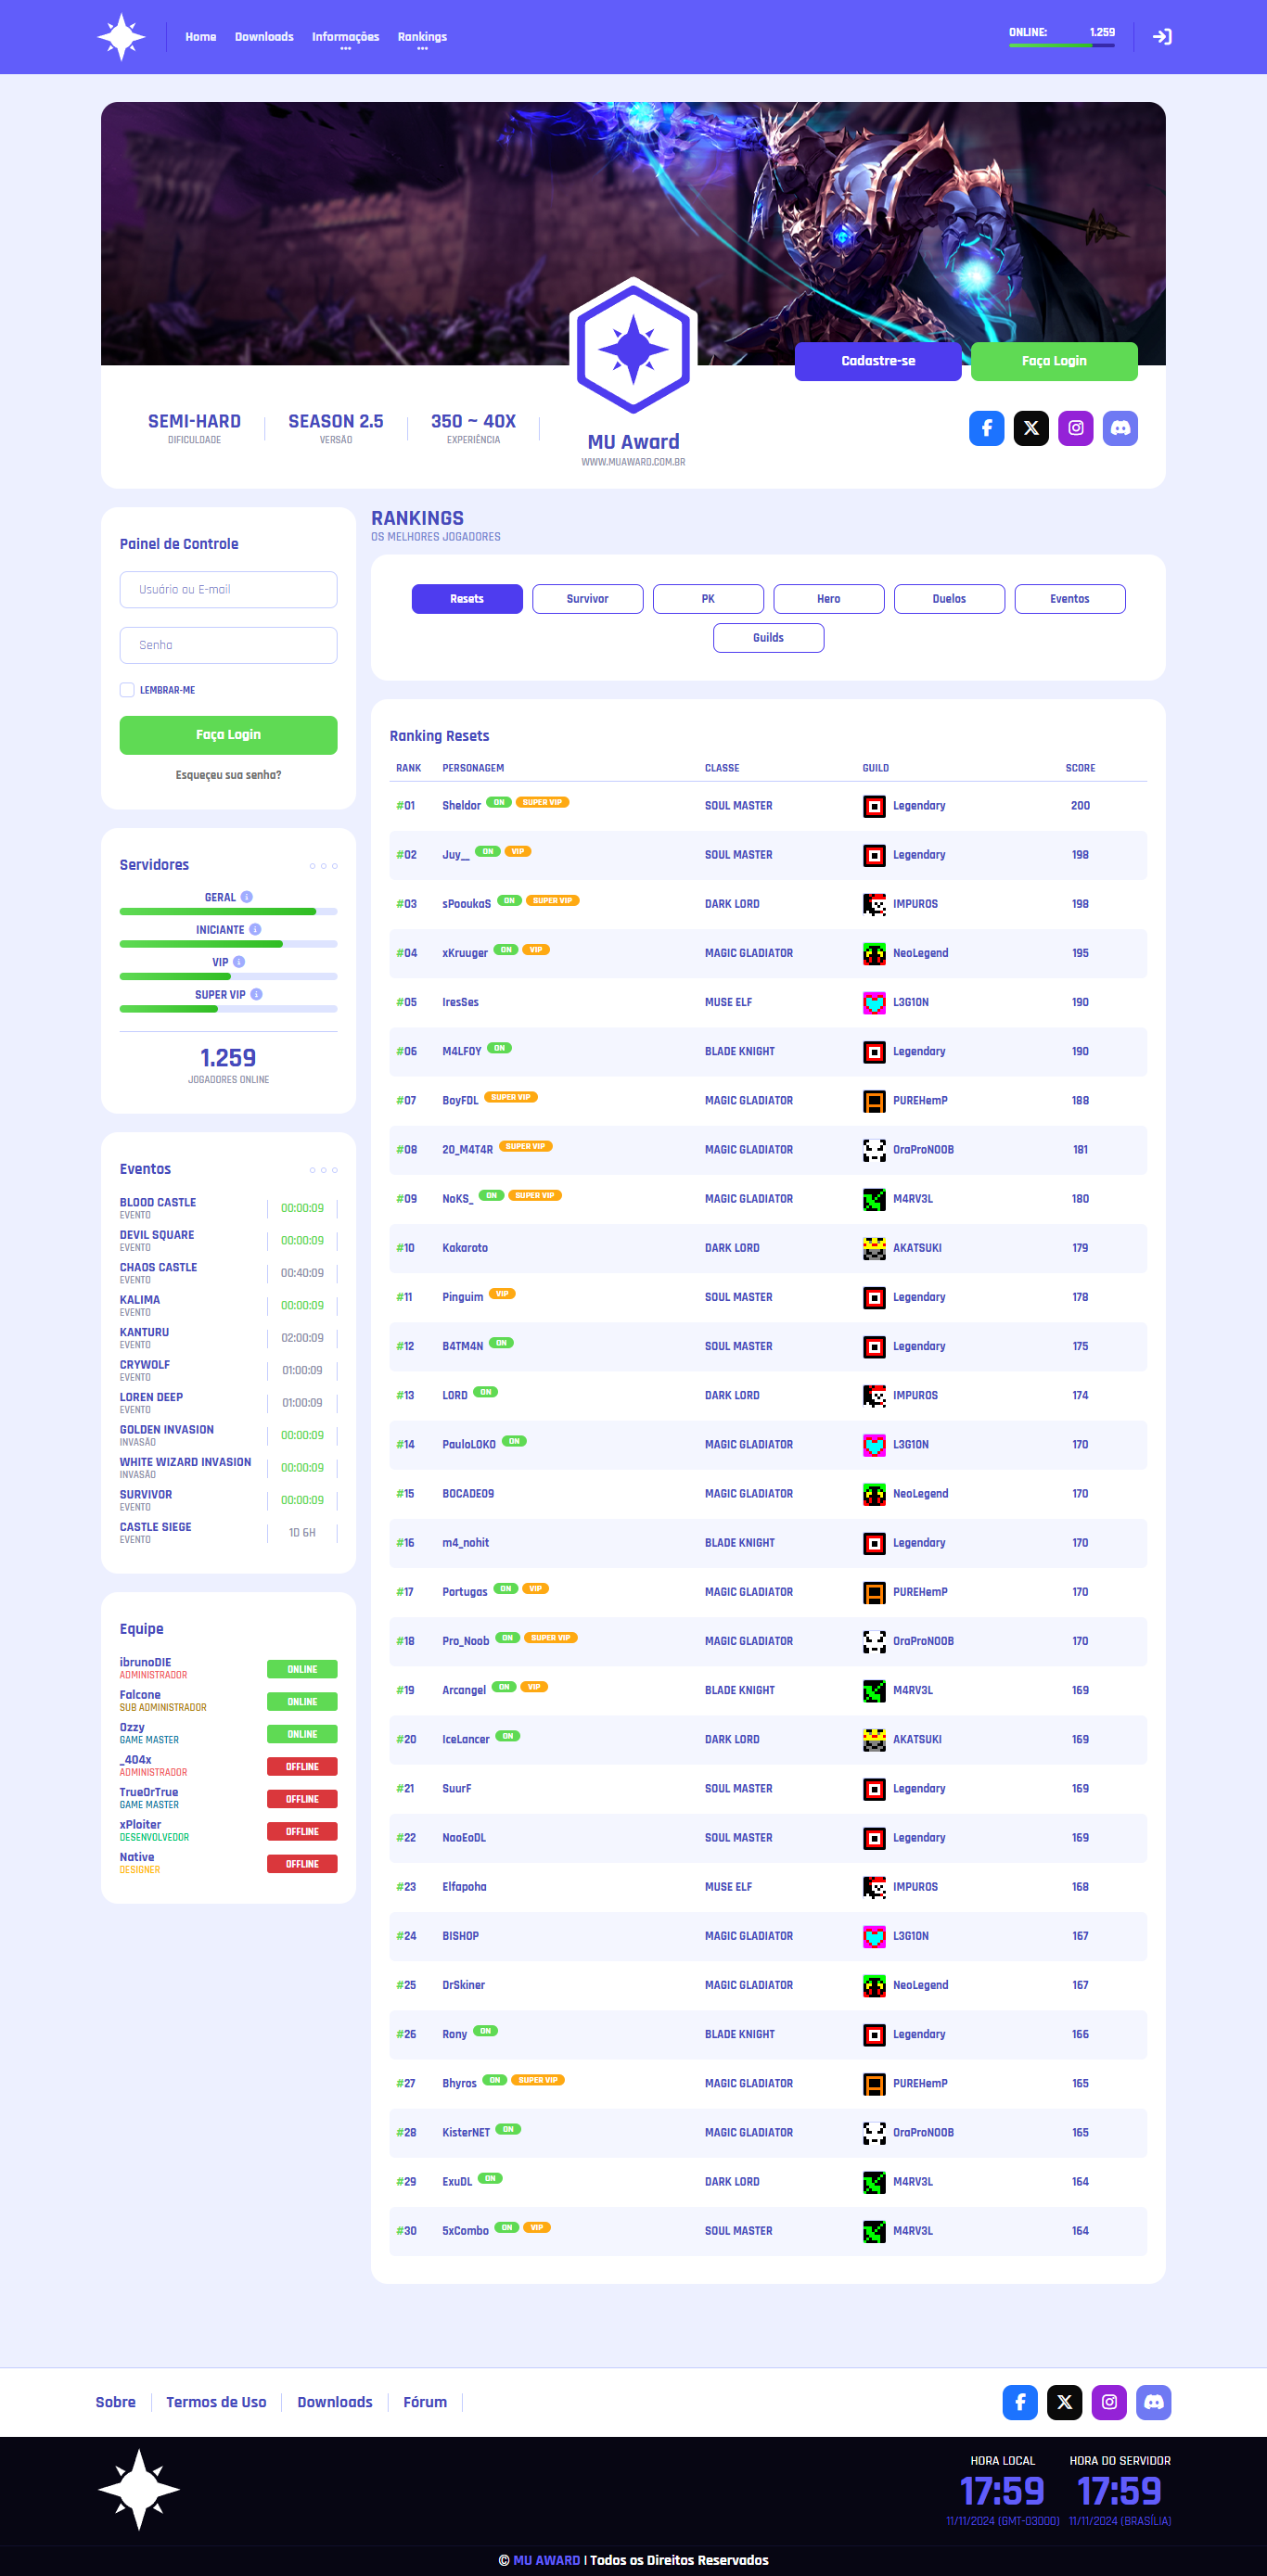 Home Downloads Informações Rankings
ONLINE: 1.259
Cadastre-se Faça Login
SEMI-HARD SEASON 2.5 350 ~ 40X
DIFICULDADE VERSÃO EXPERIÊNCIA
MU Award
WWW.MUAWARD.COM.BR
Painel de Controle
Usuário ou E-mail
Senha
LEMBRAR-ME
Faça Login
Esqueçeu sua senha?
Servidores
GERAL
INICIANTE
VIP
SUPER VIP
1.259
JOGADORES ONLINE
Eventos
BLOOD CASTLE 00:00:09
EVENTO
DEVIL SQUARE 00:00:09
EVENTO
CHAOS CASTLE 00:40:09
EVENTO
KALIMA 00:00:09
EVENTO
KANTURU 02:00:09
EVENTO
CRYWOLF 01:00:09
EVENTO
LOREN DEEP 01:00:09
EVENTO
GOLDEN INVASION 00:00:09
INVASÃO
WHITE WIZARD INVASION 00:00:09
INVASÃO
SURVIVOR 00:00:09
EVENTO
CASTLE SIEGE 1D 6H
EVENTO
Equipe
ibrunoDIE ONLINE
ADMINISTRADOR
Falcone ONLINE
SUB ADMINISTRADOR
Ozzy ONLINE
GAME MASTER
_404x OFFLINE
ADMINISTRADOR
TrueOrTrue OFFLINE
GAME MASTER
xPloiter OFFLINE
DESENVOLVEDOR
Native OFFLINE
DESIGNER
RANKINGS
OS MELHORES JOGADORES
Resets Survivor PK Hero Duelos Eventos
Guilds
Ranking Resets
RANK PERSONAGEM CLASSE GUILD SCORE
#01 Sheldor ON SUPER VIP SOUL MASTER Legendary 200
#02 Juy__ ON VIP SOUL MASTER Legendary 198
#03 sPooukaS ON SUPER VIP DARK LORD IMPUROS 198
#04 xKruuger ON VIP MAGIC GLADIATOR NeoLegend 195
#05 IresSes MUSE ELF L3G1ON 190
#06 M4LFOY ON BLADE KNIGHT Legendary 190
#07 BoyFDL SUPER VIP MAGIC GLADIATOR PUREHemP 188
#08 20_M4T4R SUPER VIP MAGIC GLADIATOR OraProNOOB 181
#09 NoKS_ ON SUPER VIP MAGIC GLADIATOR M4RV3L 180
#10 Kakaroto DARK LORD AKATSUKI 179
#11 Pinguim VIP SOUL MASTER Legendary 178
#12 B4TM4N ON SOUL MASTER Legendary 175
#13 LORD ON DARK LORD IMPUROS 174
#14 PauloLOKO ON MAGIC GLADIATOR L3G1ON 170
#15 BOCADE09 MAGIC GLADIATOR NeoLegend 170
#16 m4_nohit BLADE KNIGHT Legendary 170
#17 Portugas ON VIP MAGIC GLADIATOR PUREHemP 170
#18 Pro_Noob ON SUPER VIP MAGIC GLADIATOR OraProNOOB 170
#19 Arcangel ON VIP BLADE KNIGHT M4RV3L 169
#20 IceLancer ON DARK LORD AKATSUKI 169
#21 SuurF SOUL MASTER Legendary 169
#22 NaoEoDL SOUL MASTER Legendary 169
#23 Elfapoha MUSE ELF IMPUROS 168
#24 BISHOP MAGIC GLADIATOR L3G1ON 167
#25 DrSkiner MAGIC GLADIATOR NeoLegend 167
#26 Rony ON BLADE KNIGHT Legendary 166
#27 Bhyros ON SUPER VIP MAGIC GLADIATOR PUREHemP 165
#28 KisterNET ON MAGIC GLADIATOR OraProNOOB 165
#29 ExuDL ON DARK LORD M4RV3L 164
#30 5xCombo ON VIP SOUL MASTER M4RV3L 164
Sobre Termos de Uso Downloads Fórum
HORA LOCAL HORA DO SERVIDOR
17:59 17:59
11/11/2024 (GMT-03000) 11/11/2024 (BRASÍLIA)
© MU AWARD | Todos os Direitos Reservados